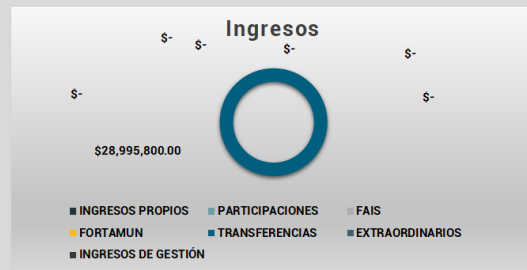 Ingresos
$-
$-
$-
$-
$-
$-
$28,995,800.00
INGRESOS PROPIOS
PARTICIPACIONES
FAIS
FORTAMUN
TRANSFERENCIAS
EXTRAORDINARIOS
INGRESOS DE GESTIÓN